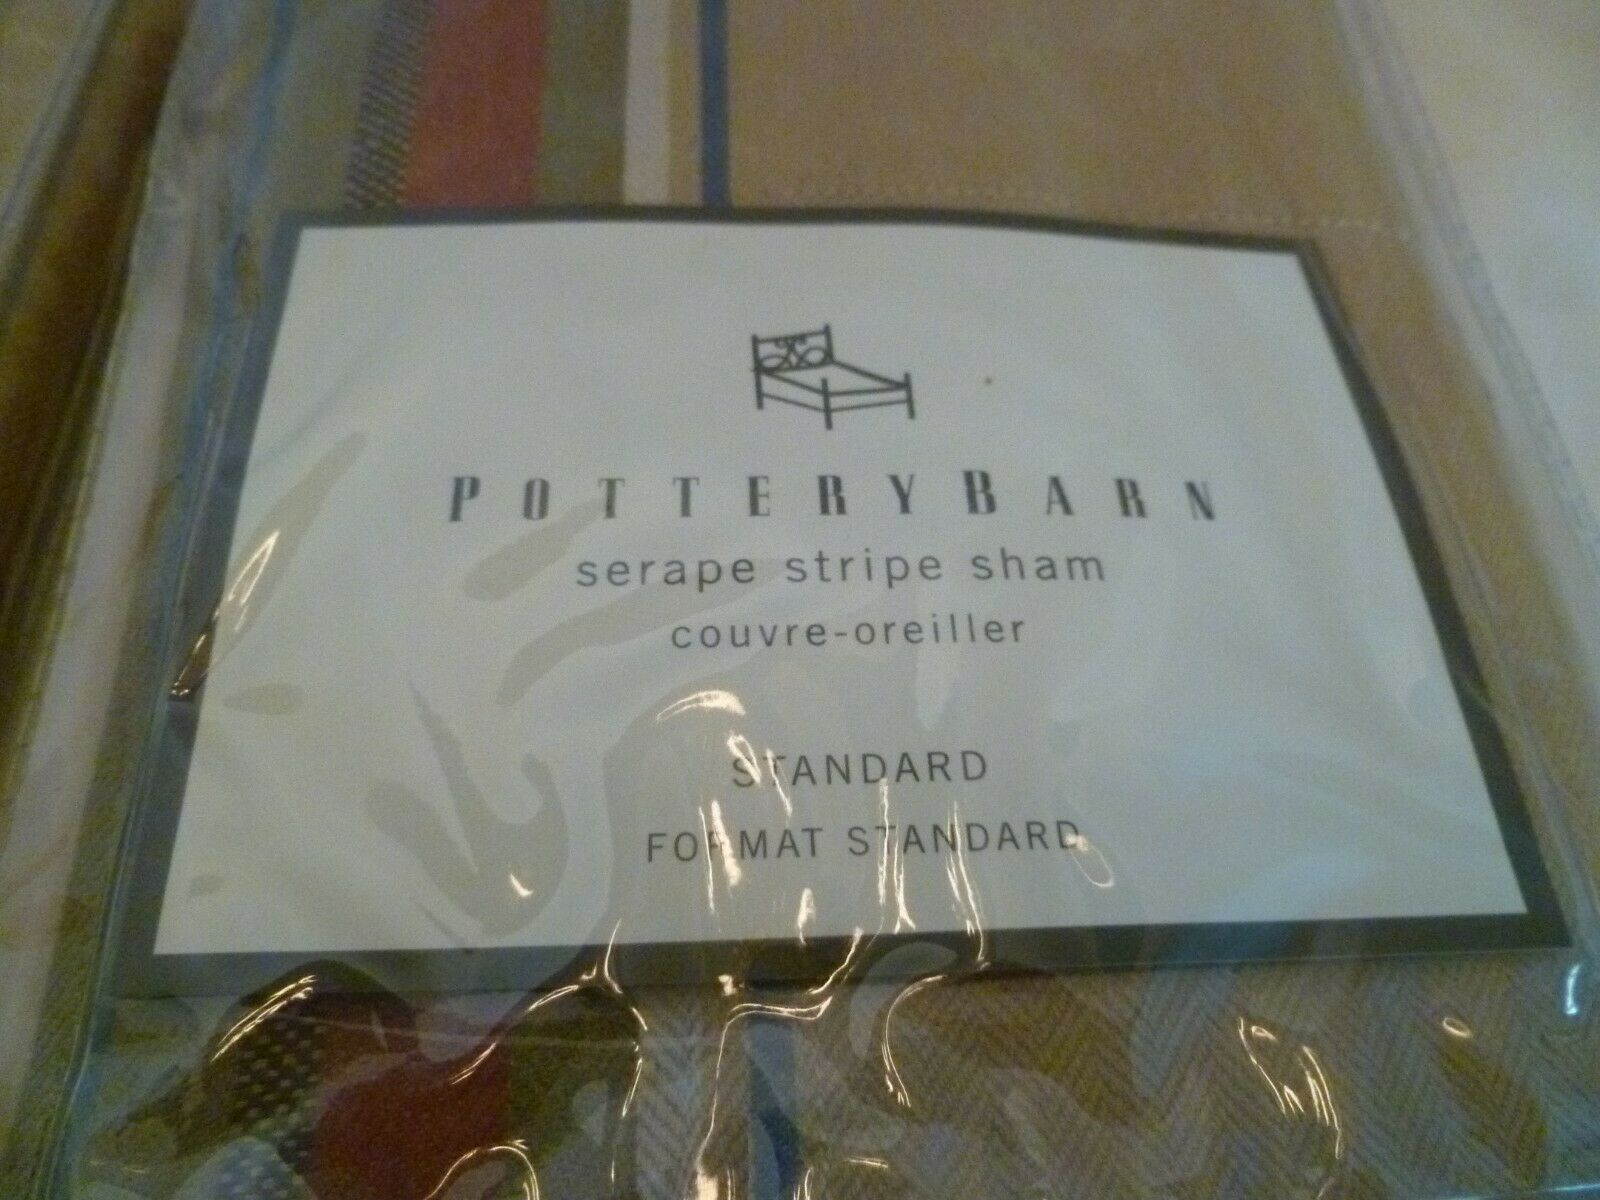 POTTERYBARN
serape stripe sham
couvre-oreiller
STANDARD
FORMAT STANDARD